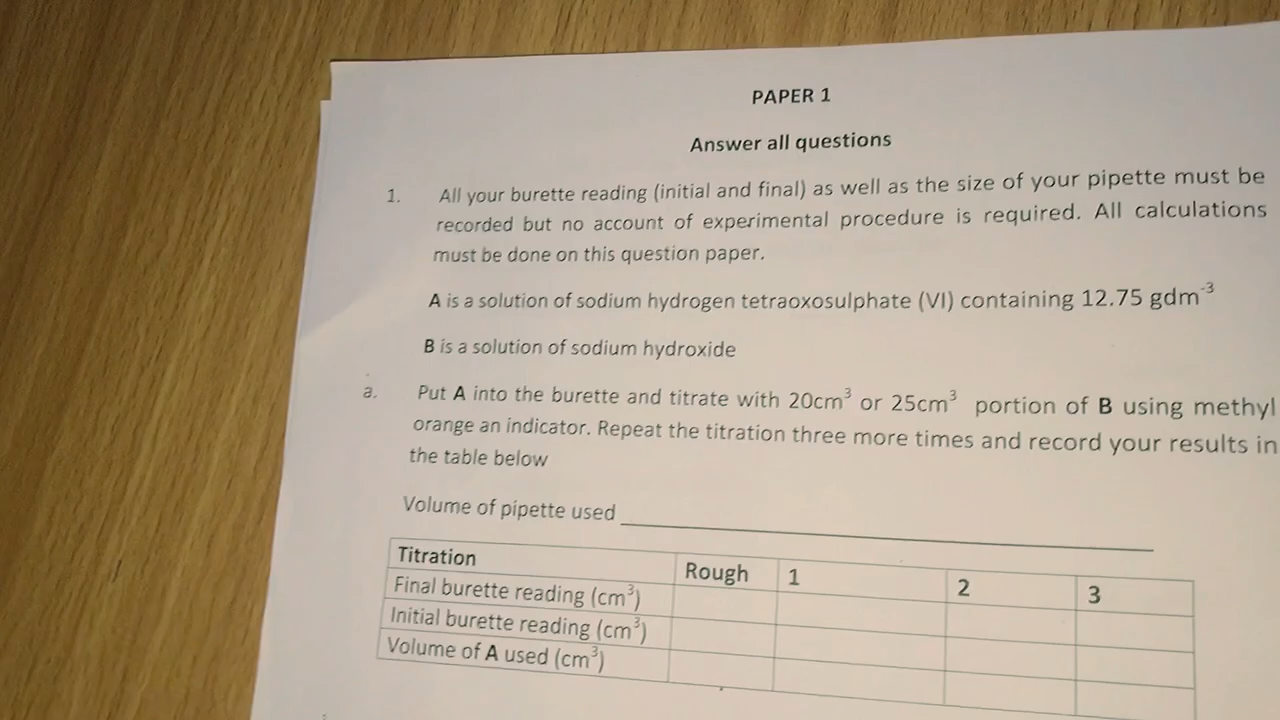 PAPER 1
Answer all questions
1. All your burette reading (initial and final) as well as the size of your pipette must be
recorded but no account of experimental procedure is required. All calculations
must be done on this question paper.
A is a solution of sodium hydrogen tetraoxosulphate (VI) containing 12.75 gdm⁻³
B is a solution of sodium hydroxide
a. Put A into the burette and titrate with 20cm³ or 25cm³ portion of B using methyl
orange an indicator. Repeat the titration three more times and record your results in
the table below
Volume of pipette used
Titration Rough 1 2 3
Final burette reading (cm³)
Initial burette reading (cm³)
Volume of A used (cm³)